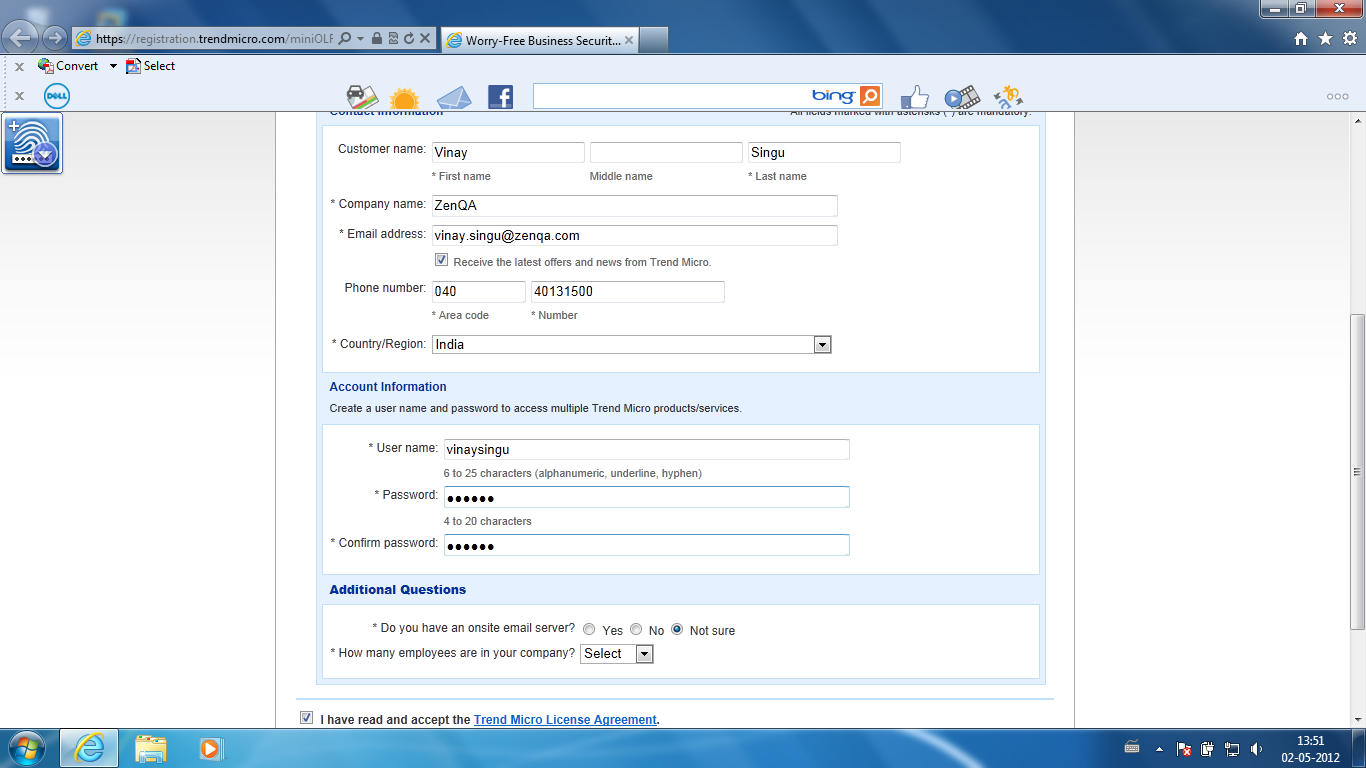 https://registration.trendmicro.com/miniOLF
Worry-Free Business Securit...
Convert
Select
DELL
bing
Contact Information
All fields marked with asterisks (*) are mandatory.
Customer name: Vinay Singu
* First name Middle name * Last name
* Company name: ZenQA
* Email address: vinay.singu@zenqa.com
Receive the latest offers and news from Trend Micro.
Phone number: 040 40131500
* Area code * Number
* Country/Region: India
Account Information
Create a user name and password to access multiple Trend Micro products/services.
* User name: vinaysingu
6 to 25 characters (alphanumeric, underline, hyphen)
* Password: ●●●●●●
4 to 20 characters
* Confirm password: ●●●●●●
Additional Questions
* Do you have an onsite email server? Yes No Not sure
* How many employees are in your company? Select
I have read and accept the Trend Micro License Agreement.
13:51
02-05-2012